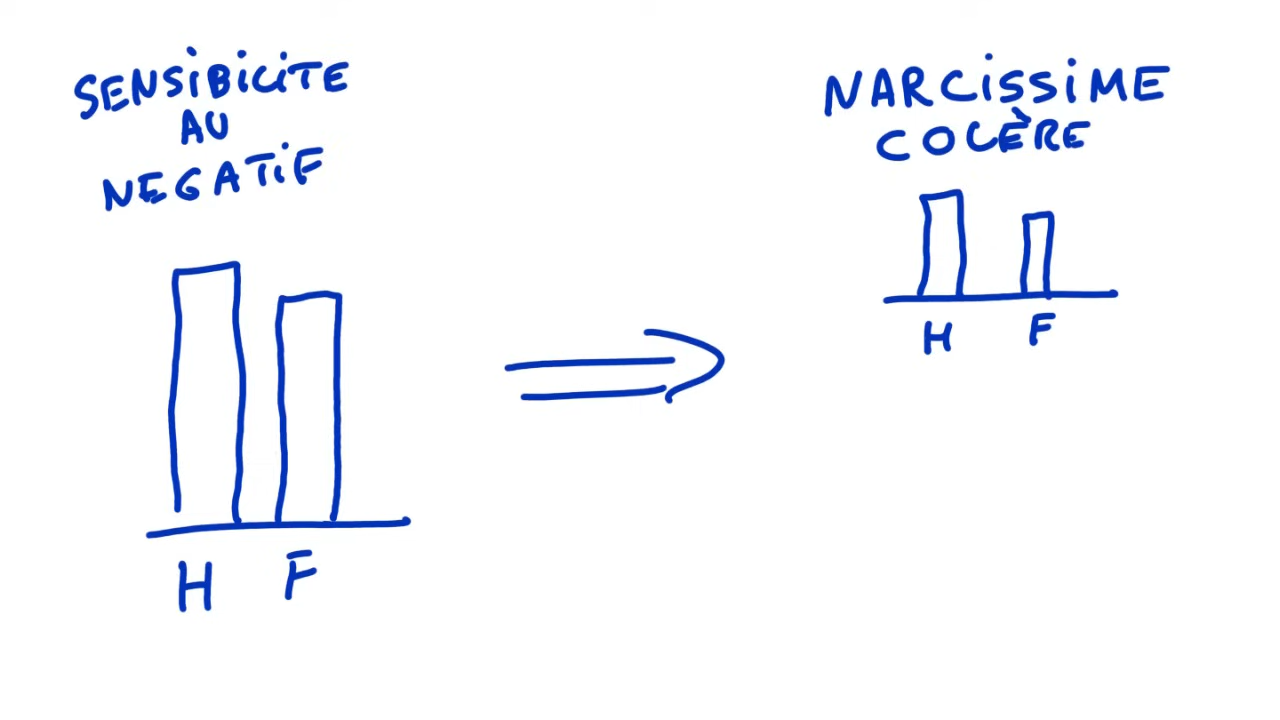 SENSIBILITE
AU
NEGATIF
H F
NARCISSIME
COLÈRE
H F